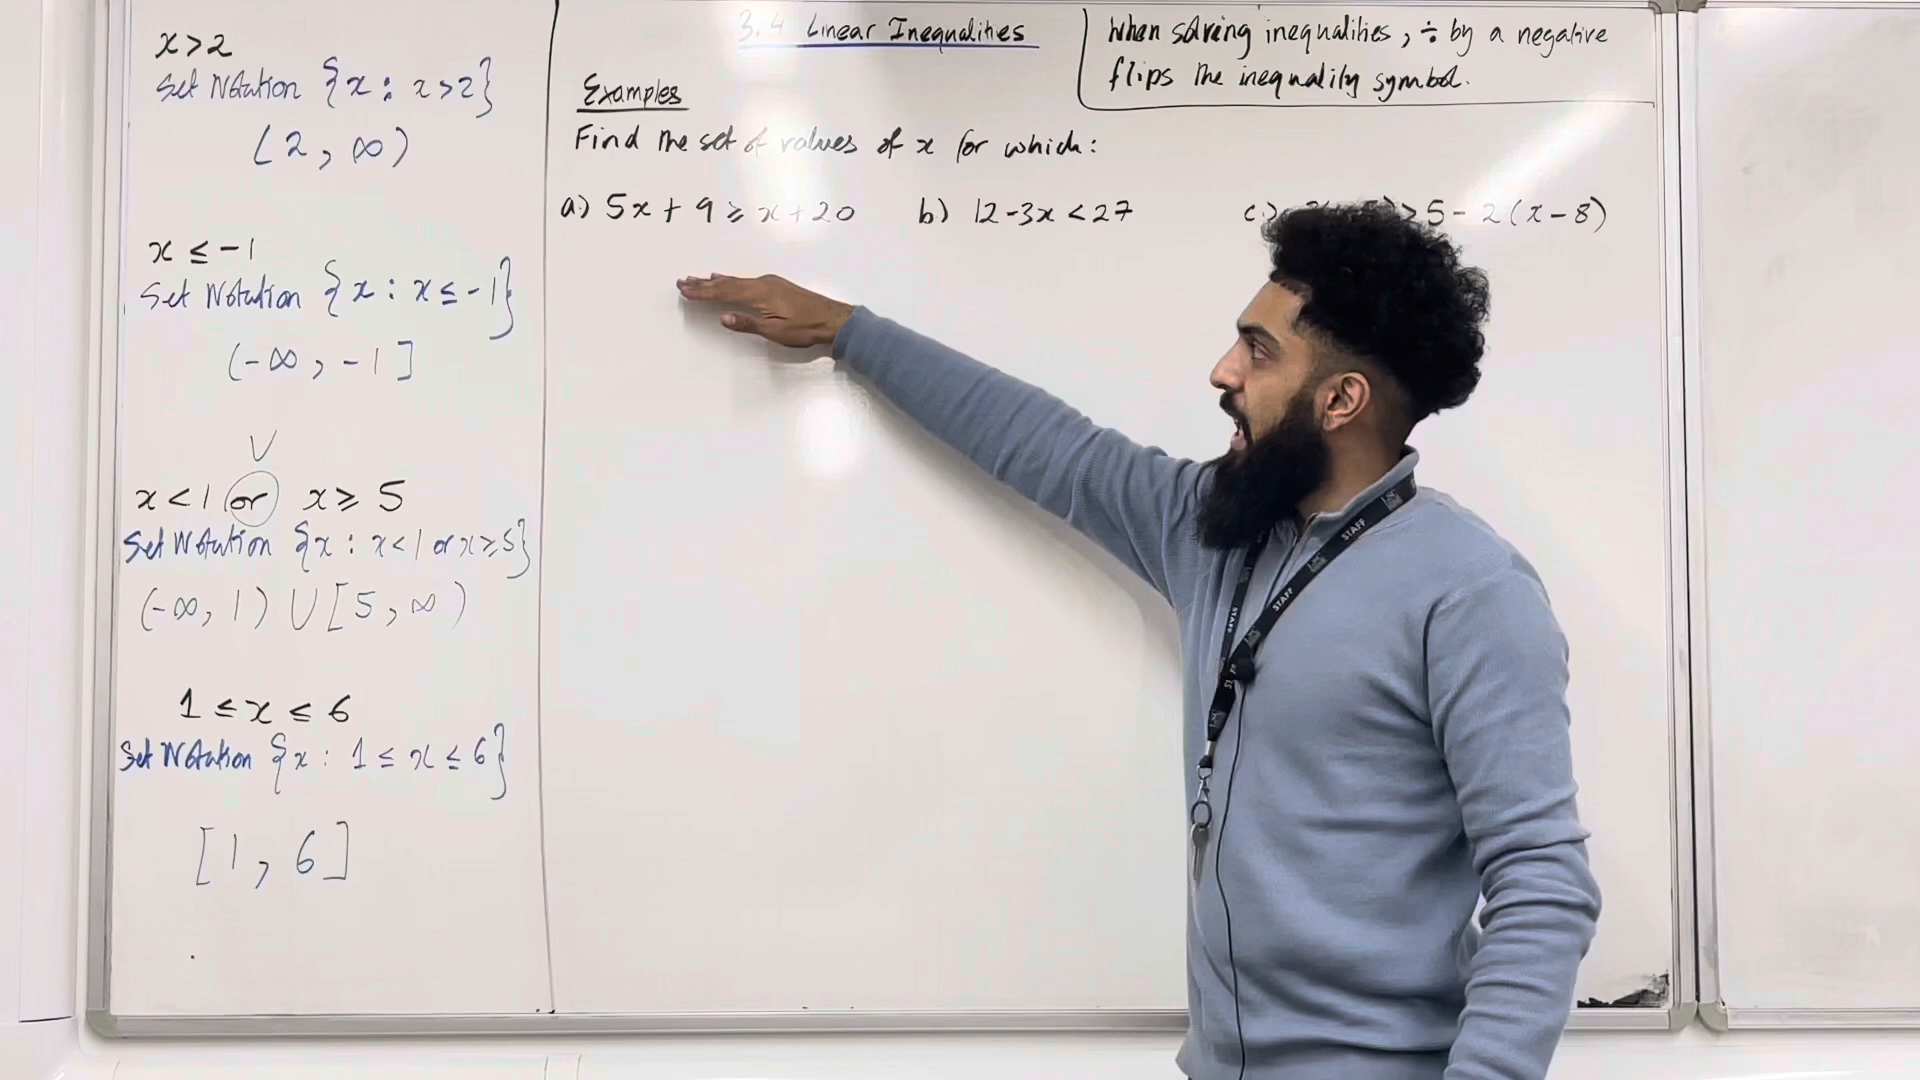 x > 2
Set Notation {x : x > 2}
(2, ∞)
x ≤ -1
Set Notation {x : x ≤ -1}
(-∞, -1]
∪
x < 1 or x ≥ 5
Set Notation {x : x < 1 or x ≥ 5}
(-∞, 1) ∪ [5, ∞)
1 ≤ x ≤ 6
Set Notation {x : 1 ≤ x ≤ 6}
[1, 6]
3.4 Linear Inequalities
When solving inequalities, ÷ by a negative
flips the inequality symbol.
Examples
Find the set of values of x for which:
a) 5x + 9 ≥ x + 20
b) 12 - 3x < 27
c.) > 5 - 2(x - 8)
STAFF
STAFF
STAFF